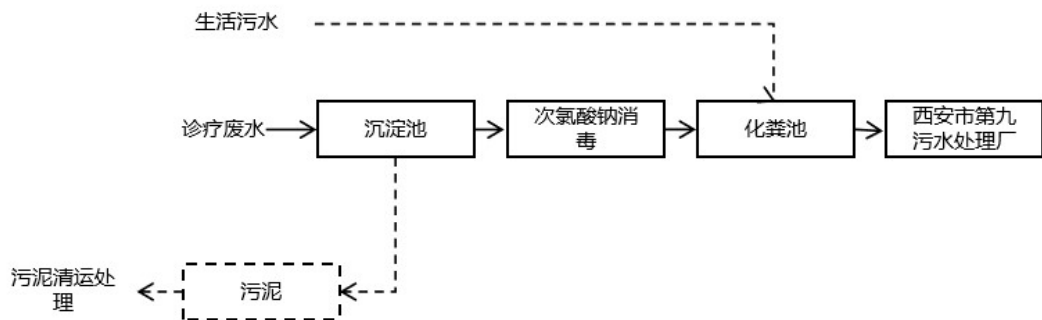 生活污水
诊疗废水
沉淀池
次氯酸钠消
毒
化粪池
西安市第九
污水处理厂
污泥清运处
理
污泥